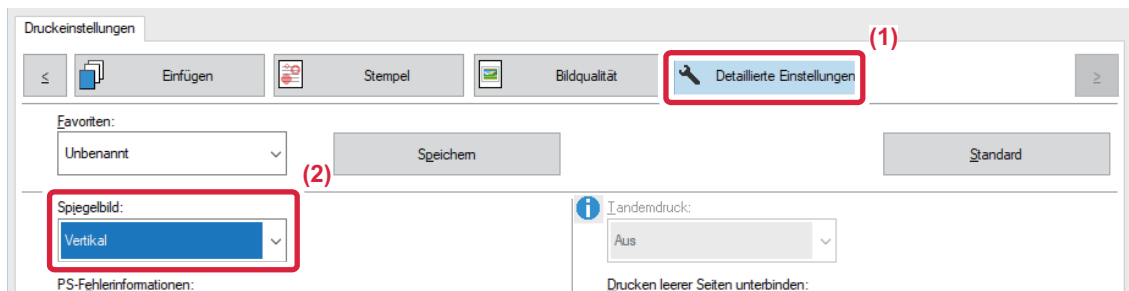 Druckeinstellungen
(1)
< Einfügen Stempel Bildqualität Detaillierte Einstellungen >
Favoriten:
Unbenannt Speichern Standard
(2)
Spiegelbild: Tandemdruck:
Vertikal Aus
PS-Fehlerinformationen: Drucken leerer Seiten unterbinden: